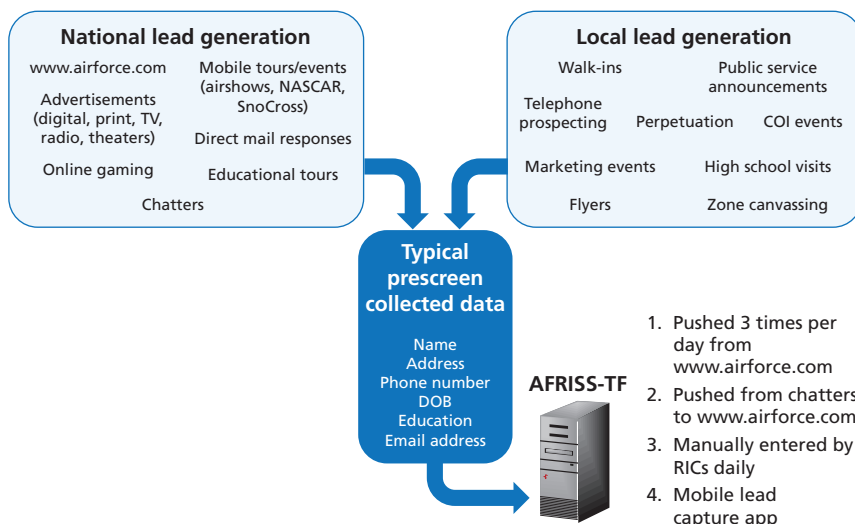 National lead generation
www.airforce.com
Advertisements
(digital, print, TV,
radio, theaters)
Online gaming
Mobile tours/events
(airshows, NASCAR,
SnoCross)
Direct mail responses
Educational tours
Chatters
Local lead generation
Walk-ins
Public service
announcements
Telephone
prospecting
Perpetuation
COI events
Marketing events
High school visits
Flyers
Zone canvassing
Typical
prescreen
collected data
Name
Address
Phone number
DOB
Education
Email address
AFRISS-TF
1. Pushed 3 times per
day from
www.airforce.com
2. Pushed from chatters
to www.airforce.com
3. Manually entered by
RICs daily
4. Mobile lead
capture app